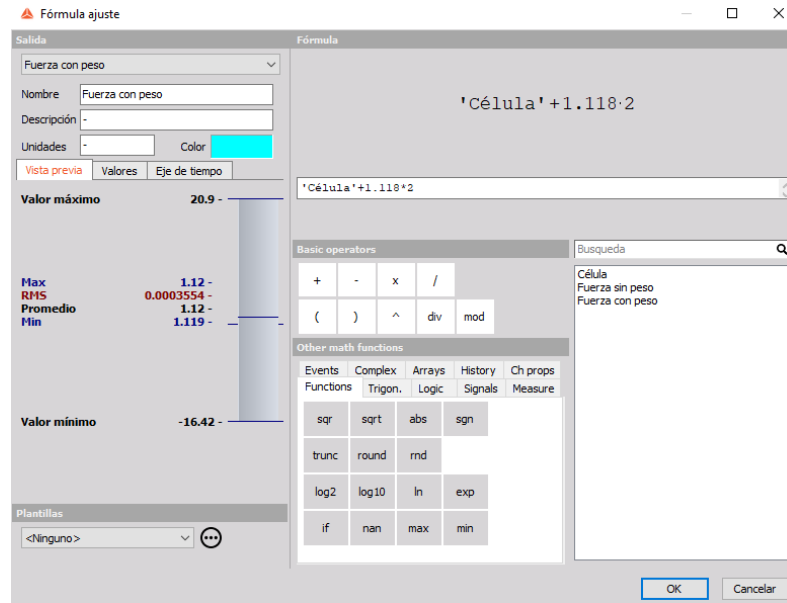 Fórmula ajuste
Salida
Fuerza con peso
Nombre Fuerza con peso
Descripción -
Unidades - Color
Vista previa Valores Eje de tiempo
Valor máximo 20.9 -
Max 1.12 -
RMS 0.0003554 -
Promedio 1.12 -
Min 1.119 -
Valor mínimo -16.42 -
Plantillas
<Ninguno>
Fórmula
'Célula'+1.118·2
'Célula'+1.118*2
Basic operators
+ - x /
( ) ^ div mod
Other math functions
Events Complex Arrays History Ch props
Functions Trigon. Logic Signals Measure
sqr sqrt abs sgn
trunc round rnd
log2 log10 ln exp
if nan max min
Busqueda
Célula
Fuerza sin peso
Fuerza con peso
OK Cancelar